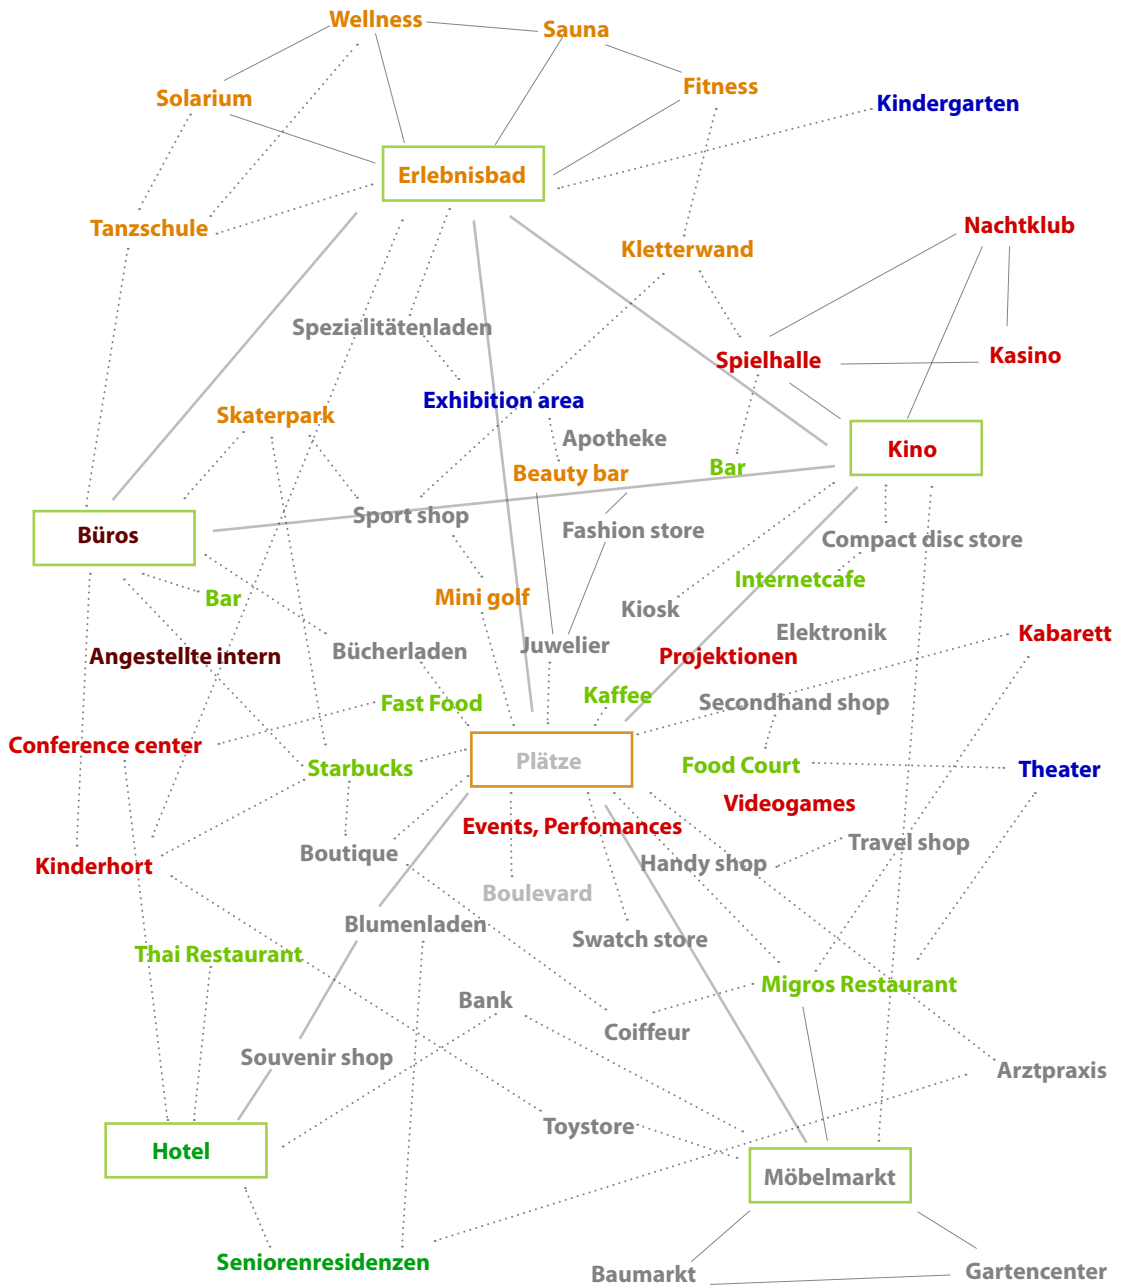 Wellness
Sauna
Fitness
Solarium
Kindergarten
Erlebnisbad
Tanzschule
Nachtklub
Kletterwand
Spezialitätenladen
Spielhalle
Kasino
Exhibition area
Skaterpark
Apotheke
Kino
Beauty bar
Bar
Sport shop
Fashion store
Büros
Compact disc store
Internetcafe
Bar
Mini golf
Kiosk
Elektronik
Kabarett
Juwelier
Angestellte intern
Bücherladen
Projektionen
Kaffee
Fast Food
Secondhand shop
Conference center
Plätze
Starbucks
Food Court
Theater
Videogames
Events, Perfomances
Travel shop
Boutique
Handy shop
Kinderhort
Boulevard
Blumenladen
Swatch store
Thai Restaurant
Migros Restaurant
Bank
Coiffeur
Souvenir shop
Arztpraxis
Toystore
Hotel
Möbelmarkt
Seniorenresidenzen
Baumarkt
Gartencenter